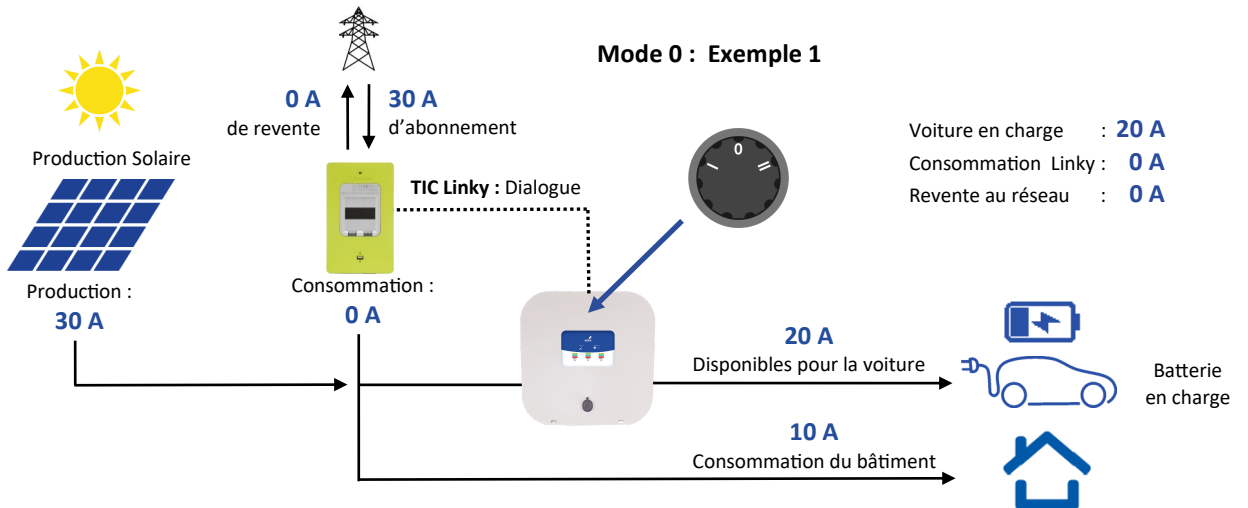 Mode 0 : Exemple 1
0 A
de revente
30 A
d’abonnement
Production Solaire
TIC Linky : Dialogue
0
I
II
Voiture en charge : 20 A
Consommation Linky : 0 A
Revente au réseau : 0 A
Production :
30 A
Consommation :
0 A
20 A
Disponibles pour la voiture
Batterie
en charge
10 A
Consommation du bâtiment